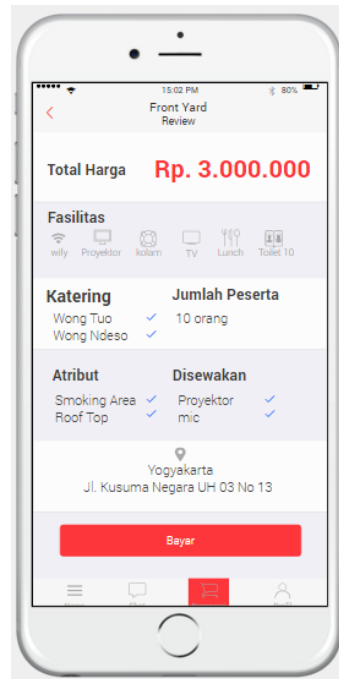 15:02 PM 80%
Front Yard
Review
Total Harga Rp. 3.000.000
Fasilitas
wify Proyektor kolam TV Lunch Toilet 10
Katering Jumlah Peserta
Wong Tuo 10 orang
Wong Ndeso
Atribut Disewakan
Smoking Area Proyektor
Roof Top mic
Yogyakarta
Jl. Kusuma Negara UH 03 No 13
Bayar